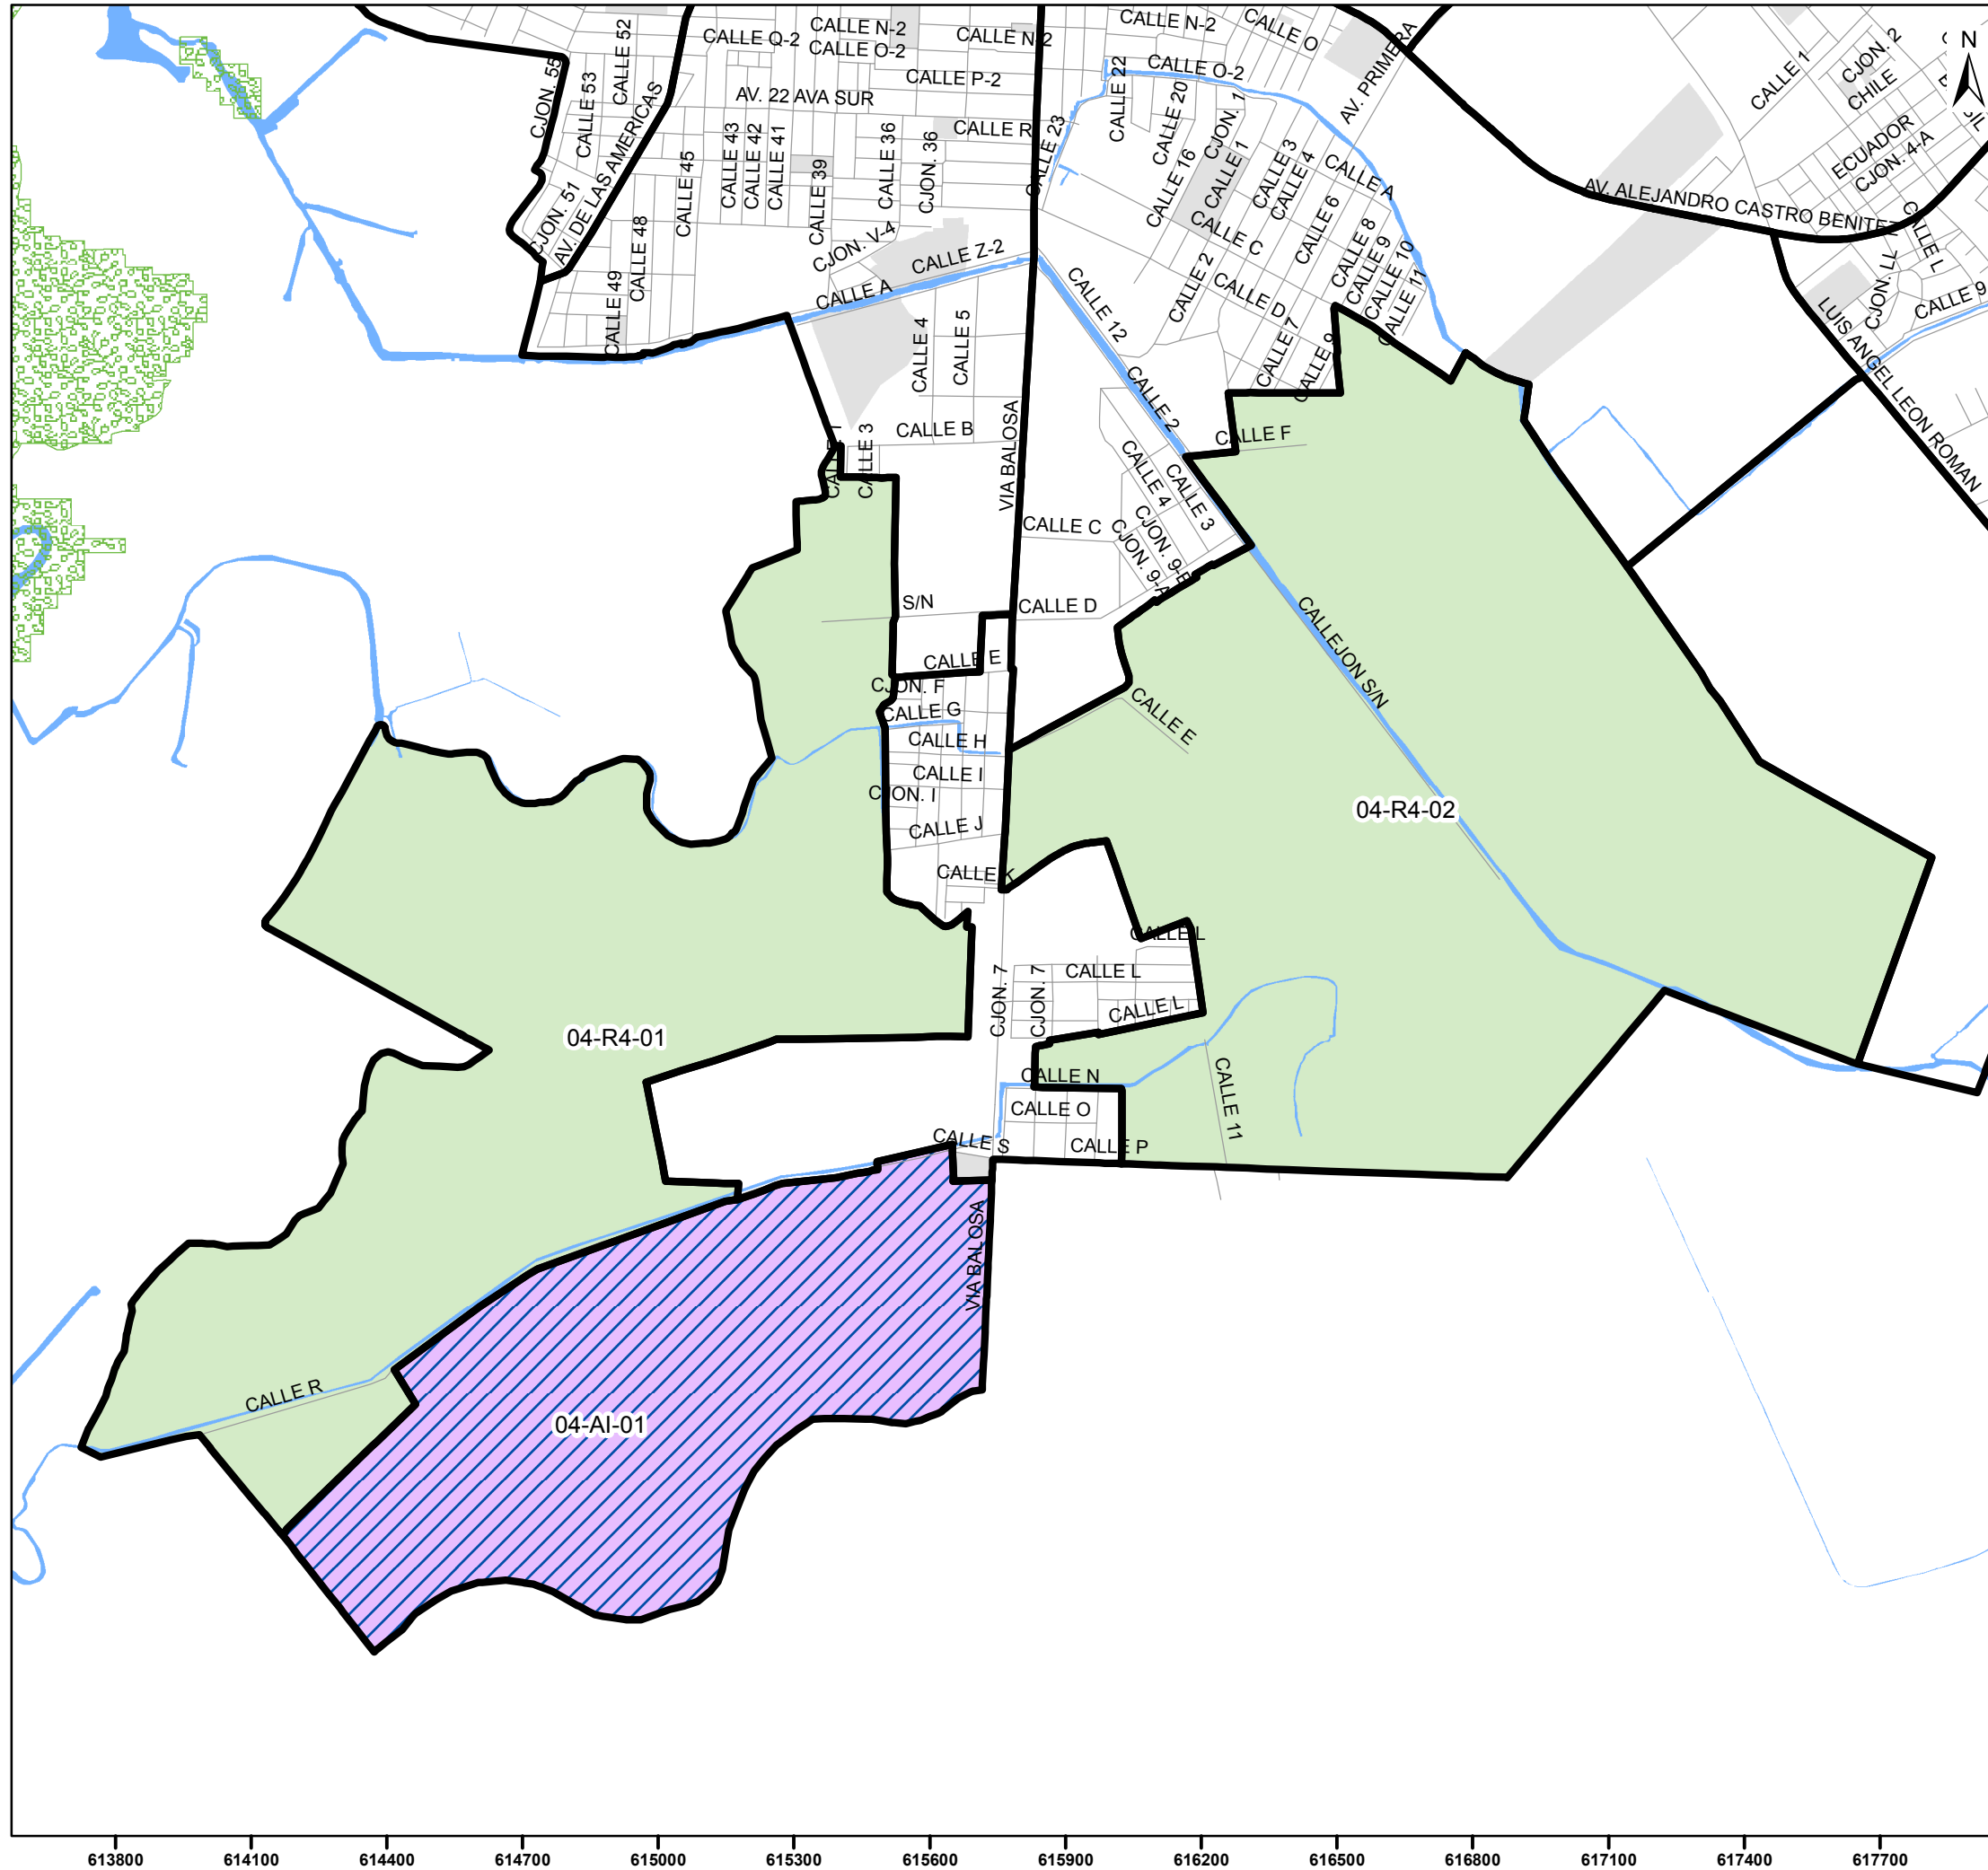 CALLE N-2
CALLE Q-2
CALLE O-2
CALLE N-2
CALLE N-2
CALLE O
AV. PRIMERA
CALLE 1
CJON. 2
N
CHILE
CJON. 55
CALLE 53
CALLE 52
AV. DE LAS AMERICAS
AV. 22 AVA SUR
CALLE P-2
CALLE O-2
CALLE 22
CALLE 20
CJON. 1
ECUADOR
CJON. 4-A
CALLE R
CALLE 23
CALLE 43
CALLE 42
CALLE 41
CALLE 39
CALLE 36
CJON. 36
CALLE 45
CALLE 16
CALLE 1
CALLE 3
CALLE 4
CALLE A
AV. ALEJANDRO CASTRO BENITEZ
CJON. 51
CALLE 48
CALLE 49
CJON. V-4
CALLE Z-2
CALLE A
CALLE C
CALLE 6
CALLE 8
CALLE 9
CALLE 10
CALLE 11
CALLE L
CJON. LL
CALLE 9
CALLE 12
CALLE 2
CALLE D
CALLE 7
CALLE 9
LUIS ANGEL LEON ROMAN
CALLE 4
CALLE 5
CALLE 2
CALLE B
CALLE 3
VIA BALOSA
CALLE F
CALLE 4
CALLE 3
CALLE C
CJON. 9-B
CJON. 9-A
S/N
CALLE D
CALLEJON S/N
CALLE E
CJON. F
CALLE G
CALLE E
CALLE H
CALLE I
CJON. I
CALLE J
04-R4-02
CALLE K
CALLE L
CALLE L
CJON. 7
CJON. 7
CALLE L
04-R4-01
CALLE N
CALLE 11
CALLE O
CALLE S
CALLE P
VIA BALOSA
CALLE R
04-AI-01
613800 614100 614400 614700 615000 615300 615600 615900 616200 616500 616800 617100 617400 617700